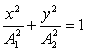 x²/A₁² + y²/A₂² = 1